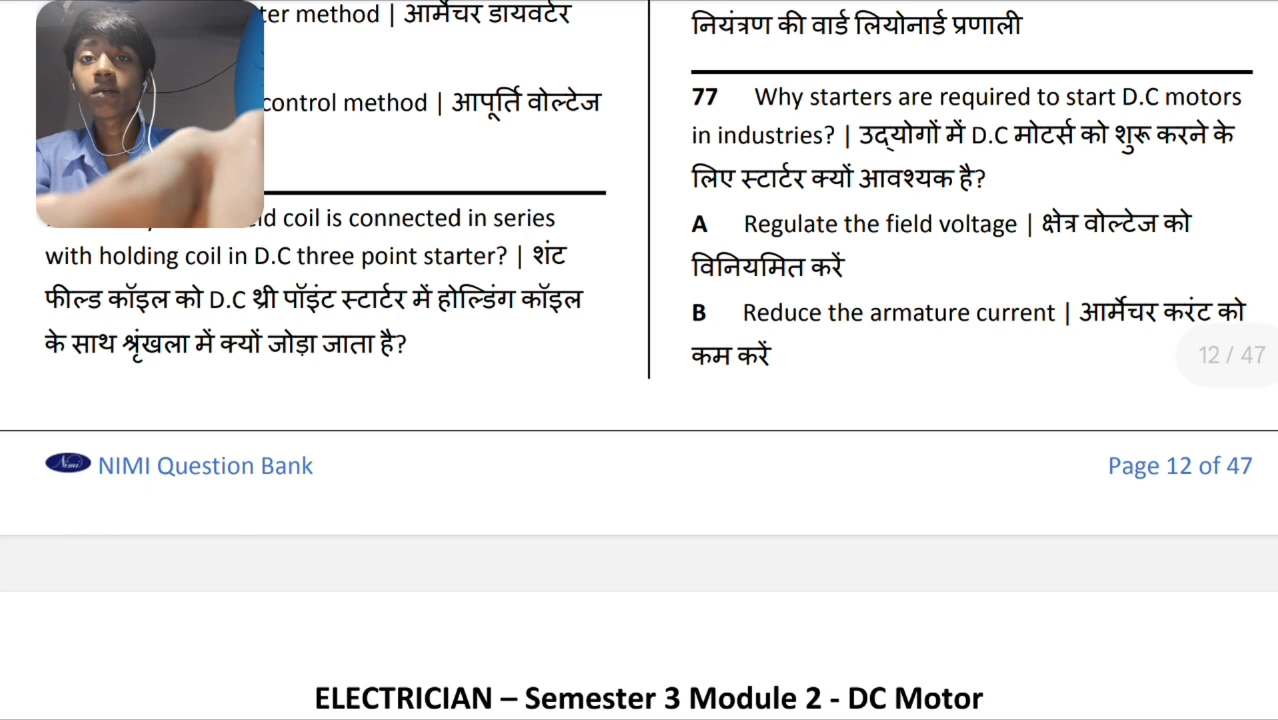 ter method | आर्मेचर डायवर्टर
control method | आपूर्ति वोल्टेज
ld coil is connected in series
with holding coil in D.C three point starter? | शंट
फील्ड कॉइल को D.C थ्री पॉइंट स्टार्टर में होल्डिंग कॉइल
के साथ श्रृंखला में क्यों जोड़ा जाता है?
नियंत्रण की वार्ड लियोनार्ड प्रणाली
77 Why starters are required to start D.C motors
in industries? | उद्योगों में D.C मोटर्स को शुरू करने के
लिए स्टार्टर क्यों आवश्यक है?
A Regulate the field voltage | क्षेत्र वोल्टेज को
विनियमित करें
B Reduce the armature current | आर्मेचर करंट को
कम करें
12 / 47
Nimi NIMI Question Bank
Page 12 of 47
ELECTRICIAN – Semester 3 Module 2 - DC Motor